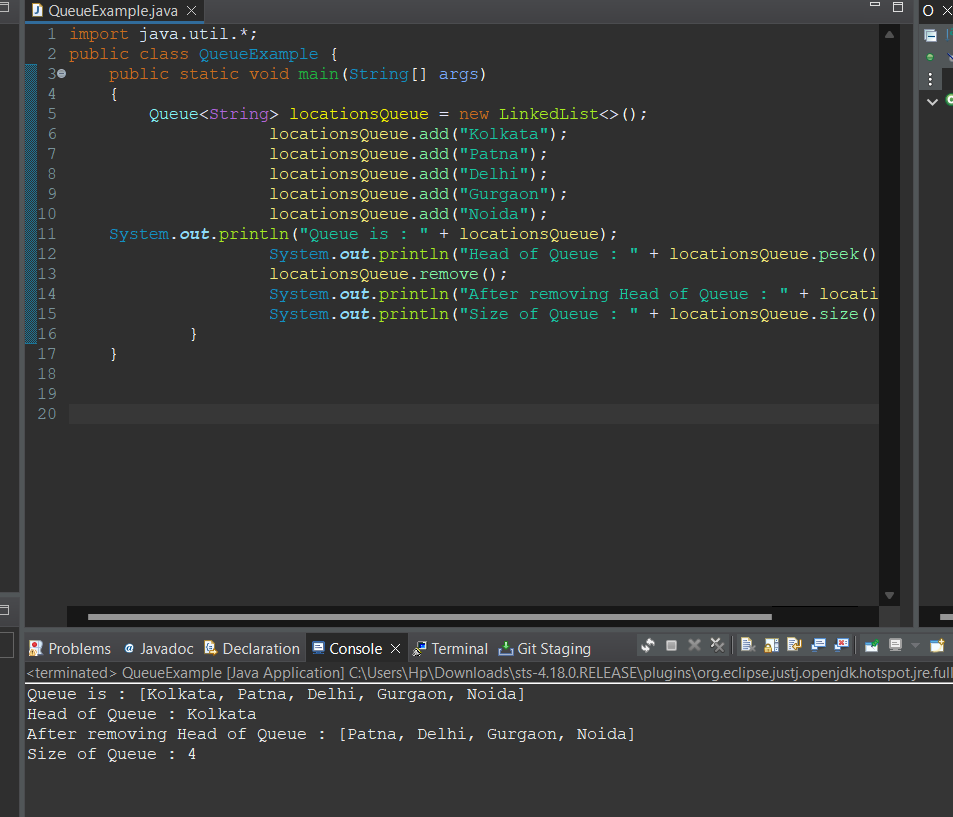 QueueExample.java
O
1 import java.util.*;
2 public class QueueExample {
3 public static void main(String[] args)
4 {
5 Queue<String> locationsQueue = new LinkedList<>();
6 locationsQueue.add("Kolkata");
7 locationsQueue.add("Patna");
8 locationsQueue.add("Delhi");
9 locationsQueue.add("Gurgaon");
10 locationsQueue.add("Noida");
11 System.out.println("Queue is : " + locationsQueue);
12 System.out.println("Head of Queue : " + locationsQueue.peek()
13 locationsQueue.remove();
14 System.out.println("After removing Head of Queue : " + locati
15 System.out.println("Size of Queue : " + locationsQueue.size()
16 }
17 }
18
19
20
Problems Javadoc Declaration Console Terminal Git Staging
<terminated> QueueExample [Java Application] C:\Users\Hp\Downloads\sts-4.18.0.RELEASE\plugins\org.eclipse.justj.openjdk.hotspot.jre.full
Queue is : [Kolkata, Patna, Delhi, Gurgaon, Noida]
Head of Queue : Kolkata
After removing Head of Queue : [Patna, Delhi, Gurgaon, Noida]
Size of Queue : 4